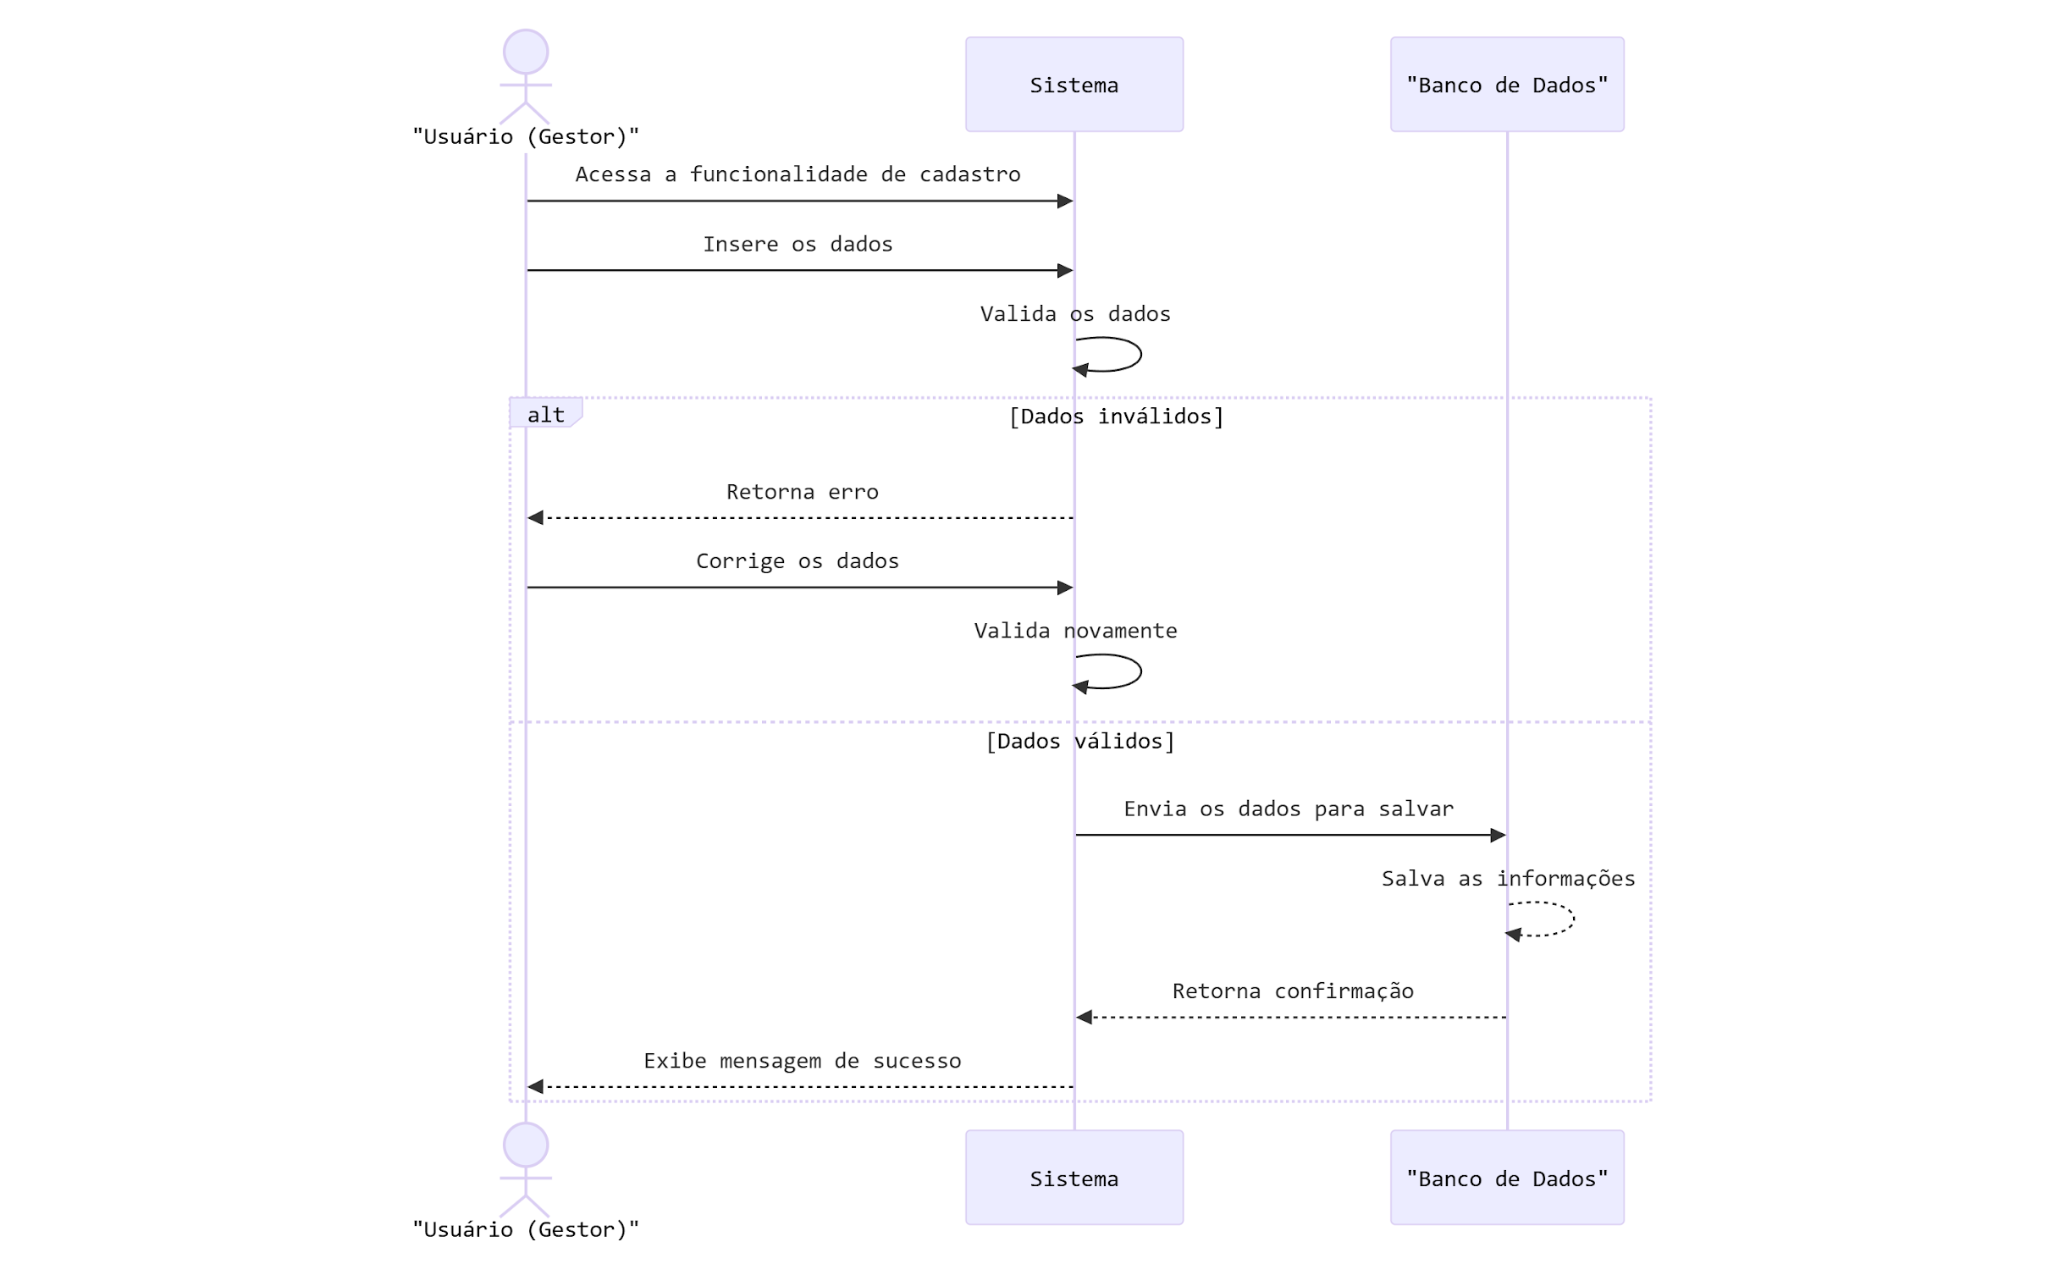 "Usuário (Gestor)"
Sistema
"Banco de Dados"
Acessa a funcionalidade de cadastro
Insere os dados
Valida os dados
alt
[Dados inválidos]
Retorna erro
Corrige os dados
Valida novamente
[Dados válidos]
Envia os dados para salvar
Salva as informações
Retorna confirmação
Exibe mensagem de sucesso
"Usuário (Gestor)"
Sistema
"Banco de Dados"